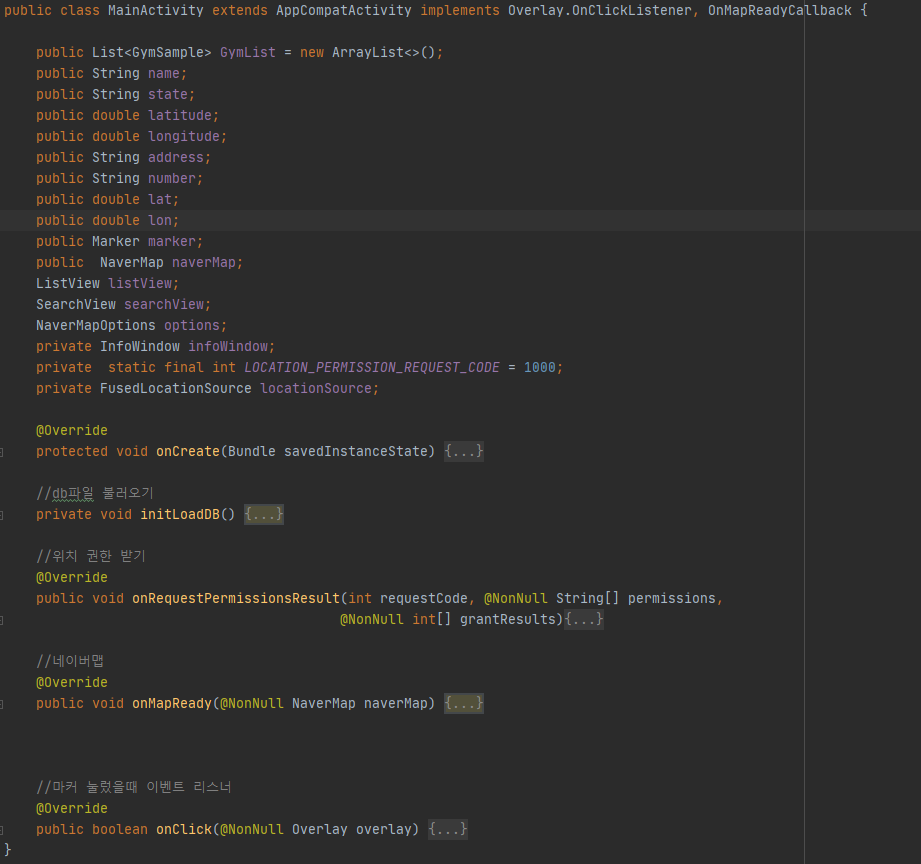 public class MainActivity extends AppCompatActivity implements Overlay.OnClickListener, OnMapReadyCallback {
public List<GymSample> GymList = new ArrayList<>();
public String name;
public String state;
public double latitude;
public double longitude;
public String address;
public String number;
public double lat;
public double lon;
public Marker marker;
public  NaverMap naverMap;
ListView listView;
SearchView searchView;
NaverMapOptions options;
private InfoWindow infoWindow;
private  static final int LOCATION_PERMISSION_REQUEST_CODE = 1000;
private FusedLocationSource locationSource;
@Override
protected void onCreate(Bundle savedInstanceState) {...}
//db파일 불러오기
private void initLoadDB() {...}
//위치 권한 받기
@Override
public void onRequestPermissionsResult(int requestCode, @NonNull String[] permissions,
@NonNull int[] grantResults){...}
//네이버맵
@Override
public void onMapReady(@NonNull NaverMap naverMap) {...}
//마커 눌렀을때 이벤트 리스너
@Override
public boolean onClick(@NonNull Overlay overlay) {...}
}